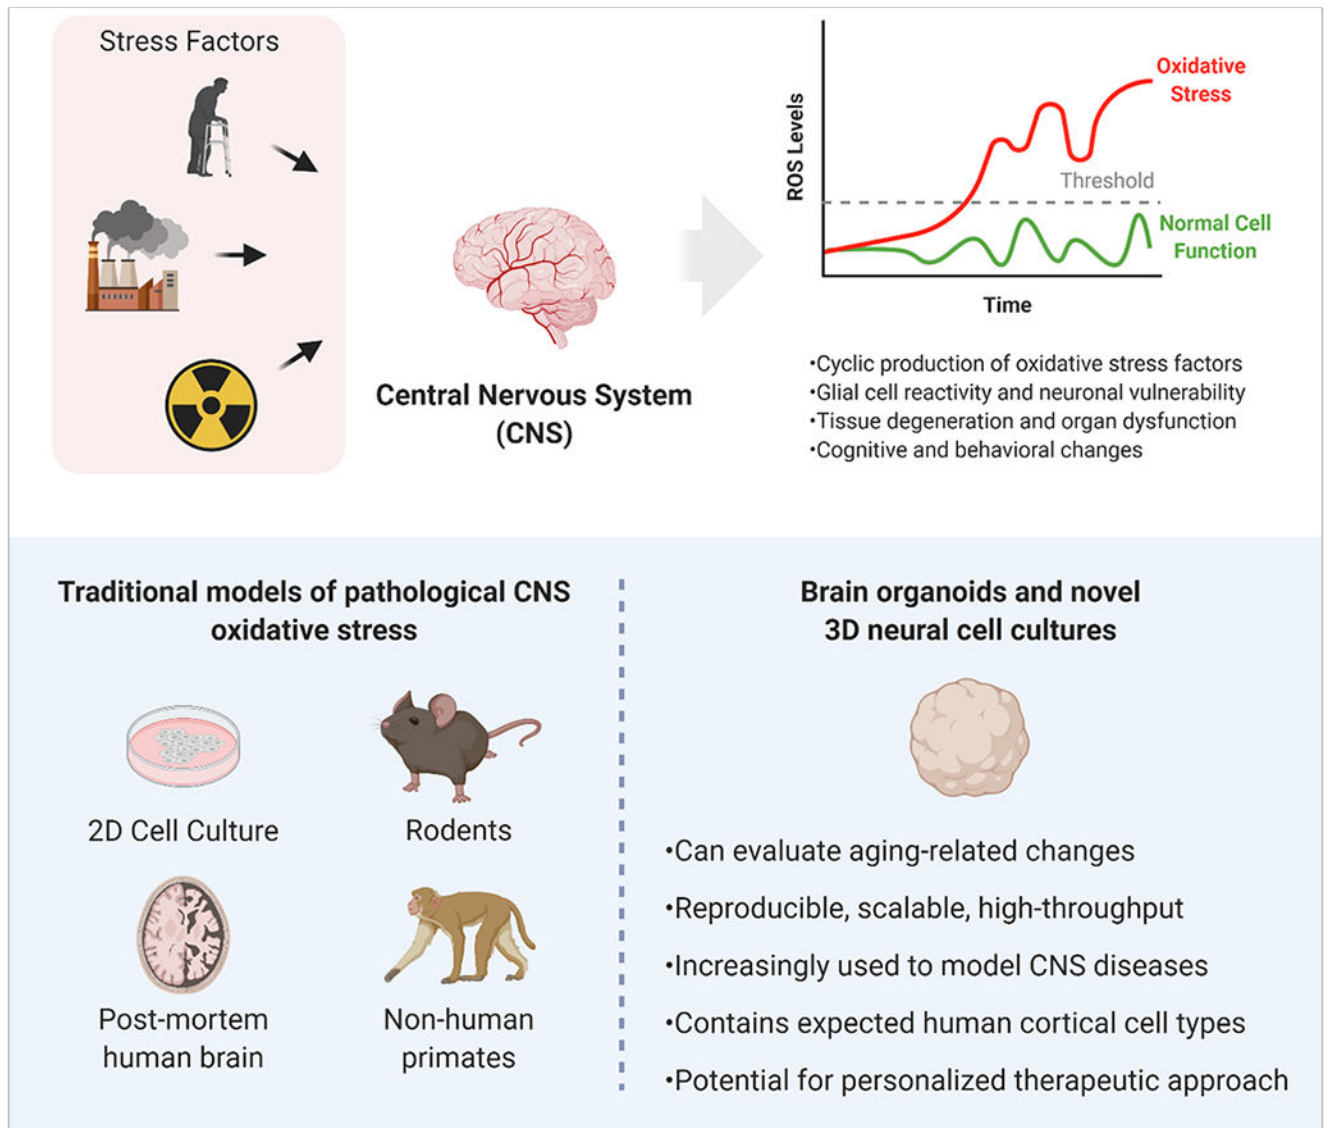 Stress Factors
Central Nervous System
(CNS)
ROS Levels
Oxidative
Stress
Threshold
Normal Cell
Function
Time
•Cyclic production of oxidative stress factors
•Glial cell reactivity and neuronal vulnerability
•Tissue degeneration and organ dysfunction
•Cognitive and behavioral changes
Traditional models of pathological CNS
oxidative stress
2D Cell Culture
Rodents
Post-mortem
human brain
Non-human
primates
Brain organoids and novel
3D neural cell cultures
•Can evaluate aging-related changes
•Reproducible, scalable, high-throughput
•Increasingly used to model CNS diseases
•Contains expected human cortical cell types
•Potential for personalized therapeutic approach